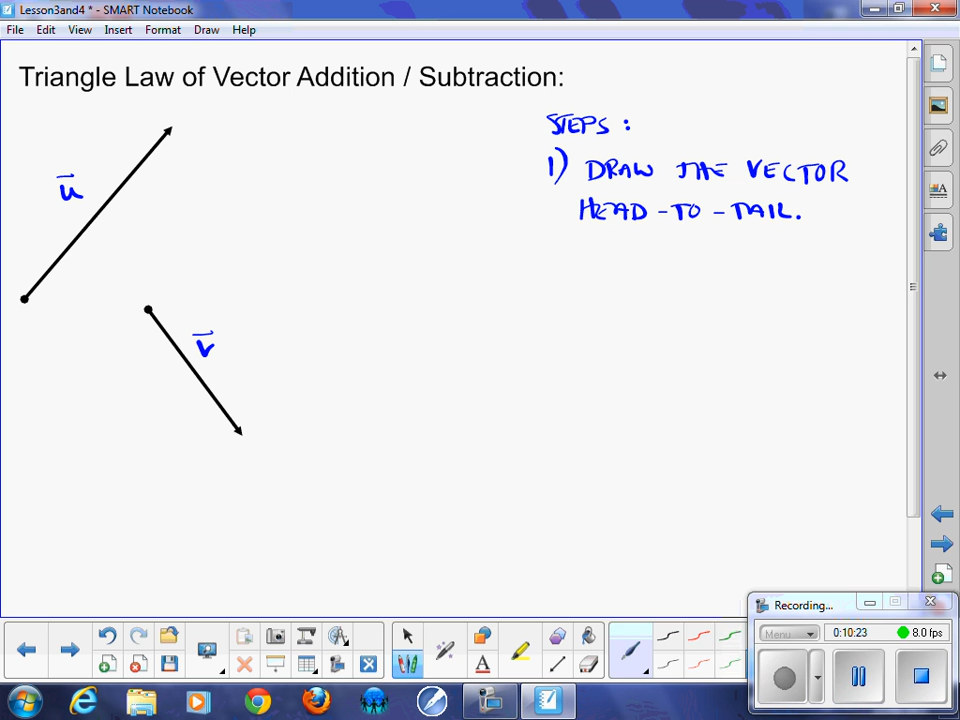 Lesson3and4 * - SMART Notebook
File Edit View Insert Format Draw Help
Triangle Law of Vector Addition / Subtraction:
STEPS :
1) DRAW THE VECTOR
HEAD - TO - TAIL.
u
v
Recording...
Menu 0:10:23 8.0 fps